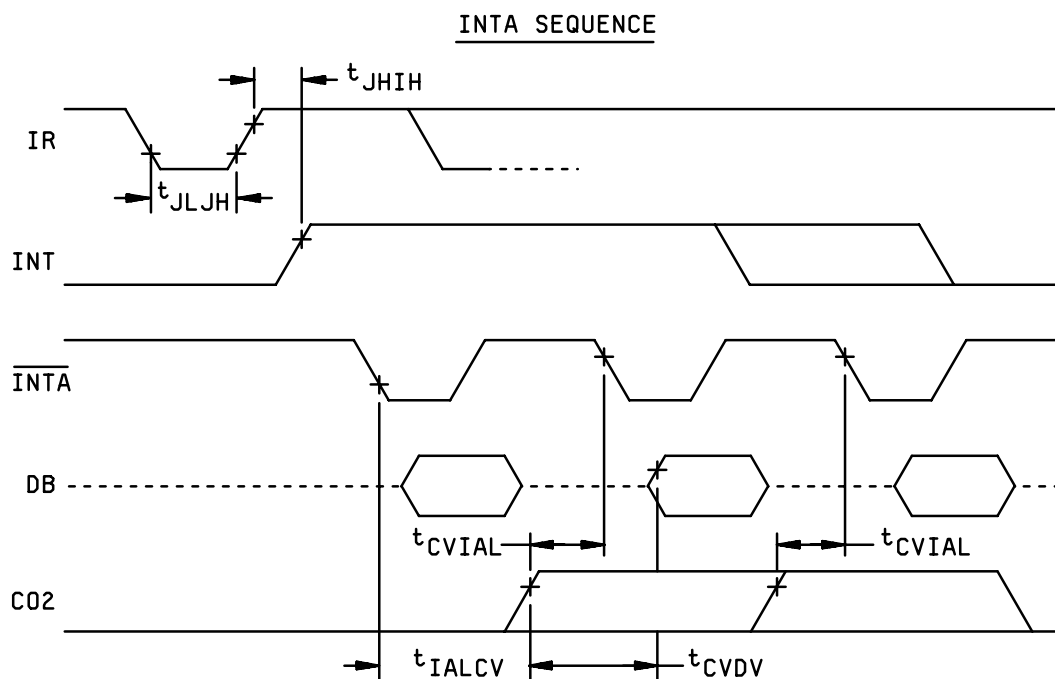 INTA SEQUENCE
tJHIH
IR
tJLJH
INT
INTA
DB
tCVIAL
tCVIAL
CO2
tIALCV
tCVDV